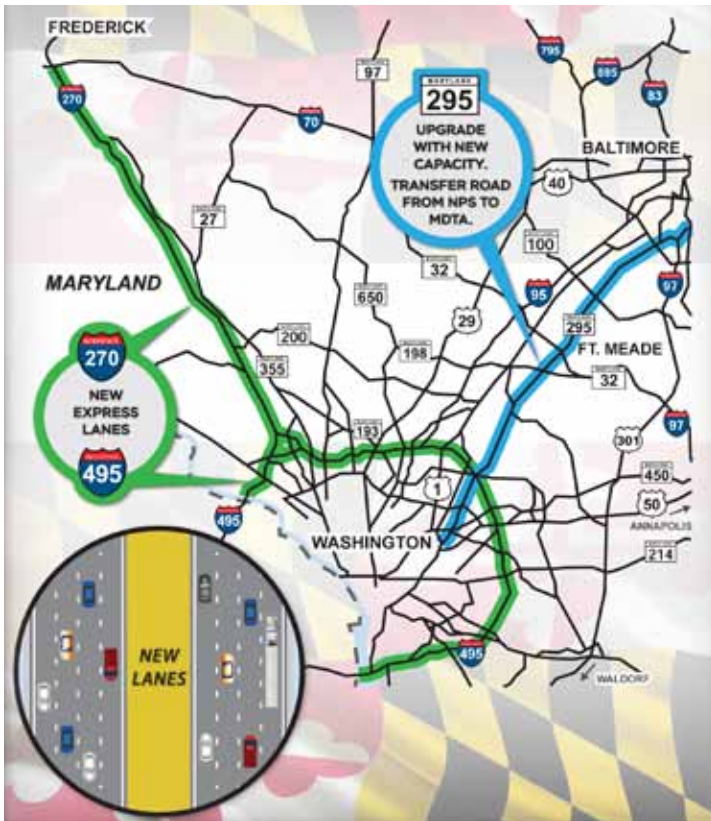 FREDERICK
270
70
MARYLAND
97
MARYLAND
295
UPGRADE
WITH NEW
CAPACITY.
TRANSFER ROAD
FROM NPS TO
MDTA.
795
695
83
BALTIMORE
40
27
100
32
MARYLAND
650
95
97
29
295
200
198
FT. MEADE
355
32
270
NEW
EXPRESS
LANES
495
193
97
301
1
450
50
ANNAPOLIS
495
WASHINGTON
214
NEW
LANES
495
WALDORF